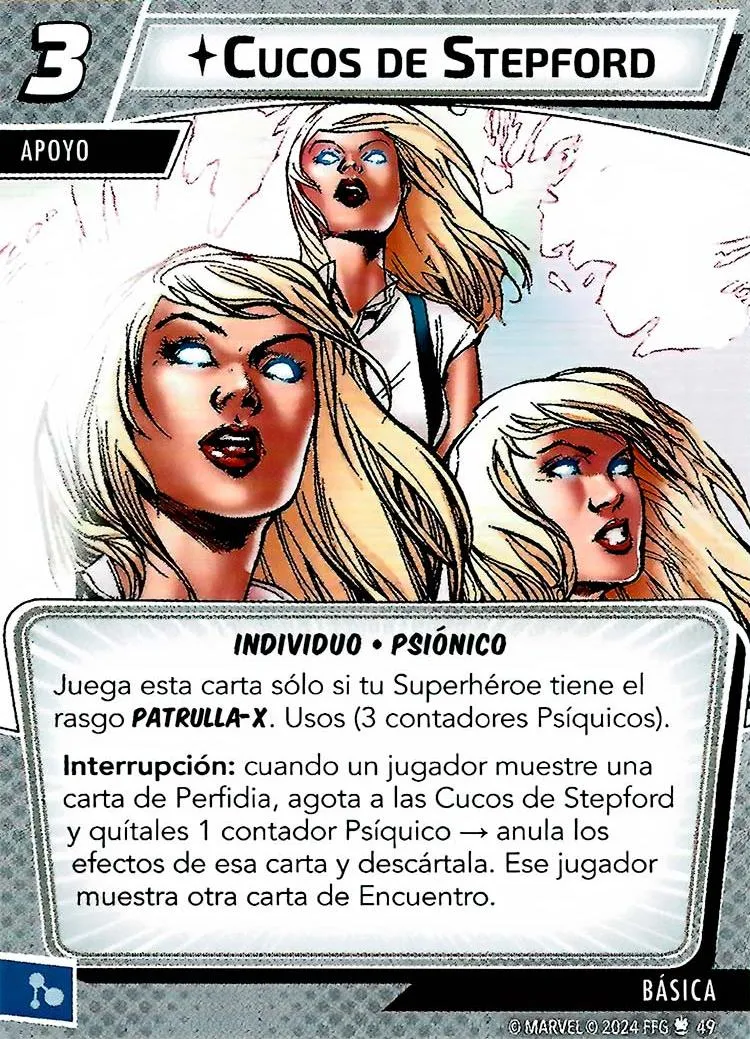 3
✦Cucos de Stepford
APOYO
INDIVIDUO • PSIÓNICO
Juega esta carta sólo si tu Superhéroe tiene el
rasgo PATRULLA-X. Usos (3 contadores Psíquicos).
Interrupción: cuando un jugador muestre una
carta de Perfidia, agota a las Cucos de Stepford
y quítales 1 contador Psíquico → anula los
efectos de esa carta y descártala. Ese jugador
muestra otra carta de Encuentro.
BÁSICA
© MARVEL © 2024 FFG 49